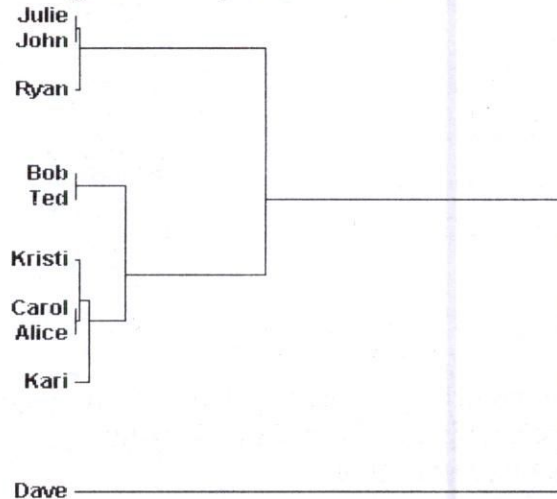 Julie
John
Ryan
Bob
Ted
Kristi
Carol
Alice
Kari
Dave